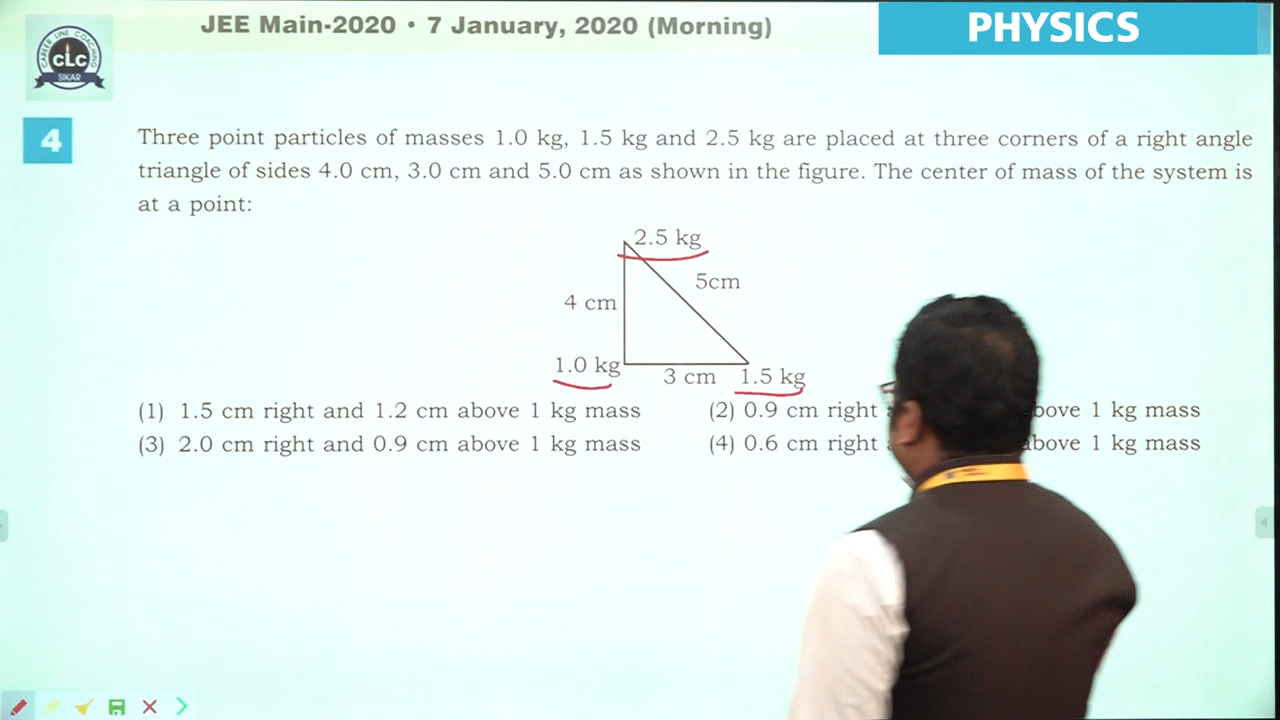 JEE Main-2020 • 7 January, 2020 (Morning)
PHYSICS
CAREER LINE COACHING
CLC
SIKAR
4
Three point particles of masses 1.0 kg, 1.5 kg and 2.5 kg are placed at three corners of a right angle
triangle of sides 4.0 cm, 3.0 cm and 5.0 cm as shown in the figure. The center of mass of the system is
at a point:
2.5 kg
5cm
4 cm
1.0 kg
3 cm
1.5 kg
(1) 1.5 cm right and 1.2 cm above 1 kg mass
(2) 0.9 cm right bove 1 kg mass
(3) 2.0 cm right and 0.9 cm above 1 kg mass
(4) 0.6 cm right above 1 kg mass